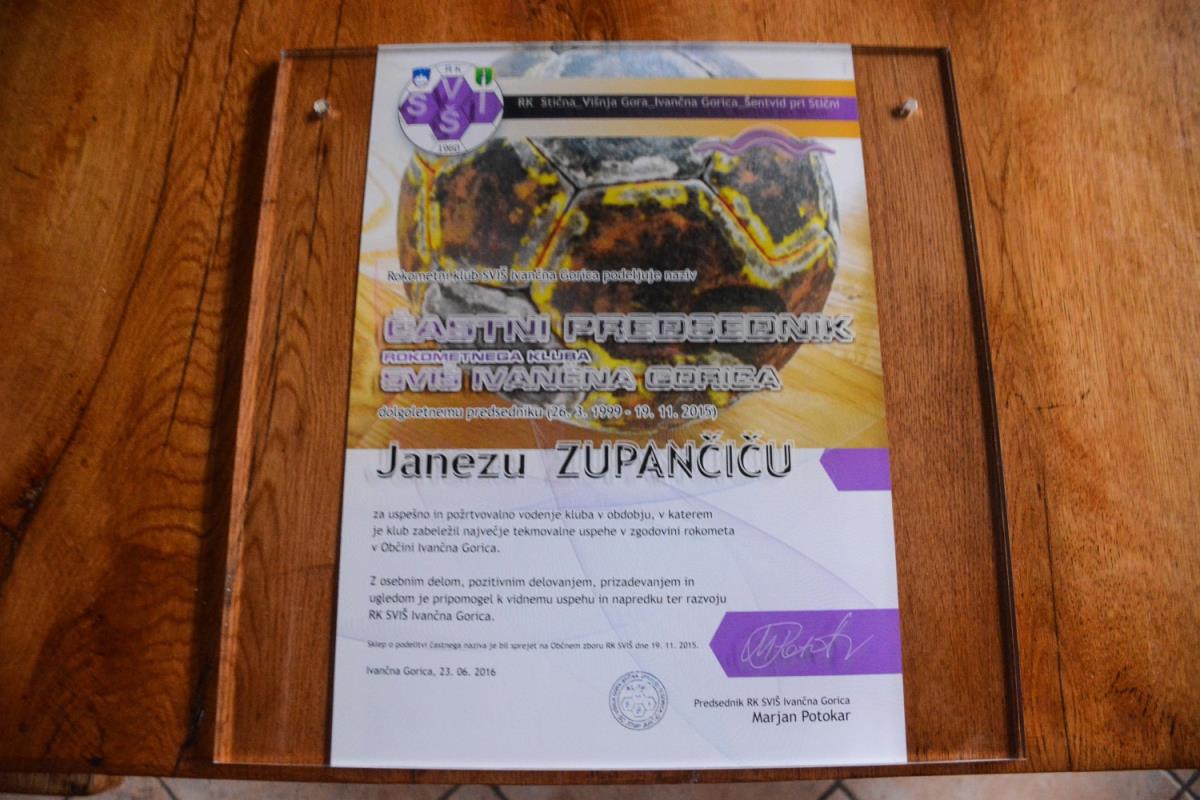 RK
SVIŠ
1960
RK Stična_Višnja Gora_Ivančna Gorica_Šentvid pri Stični
Rokometni klub SVIŠ Ivančna Gorica podeljuje naziv
ČASTNI PREDSEDNIK
ROKOMETNEGA KLUBA
SVIŠ IVANČNA GORICA
dolgoletnemu predsedniku (26. 3. 1999 - 19. 11. 2015)
Janezu ZUPANČIČU
za uspešno in požrtvovalno vodenje kluba v obdobju, v katerem
je klub zabeležil največje tekmovalne uspehe v zgodovini rokometa
v Občini Ivančna Gorica.
Z osebnim delom, pozitivnim delovanjem, prizadevanjem in
ugledom je pripomogel k vidnemu uspehu in napredku ter razvoju
RK SVIŠ Ivančna Gorica.
Sklep o podelitvi častnega naziva je bil sprejet na Občnem zboru RK SVIŠ dne 19. 11. 2015.
Ivančna Gorica, 23. 06. 2016
Predsednik RK SVIŠ Ivančna Gorica
Marjan Potokar